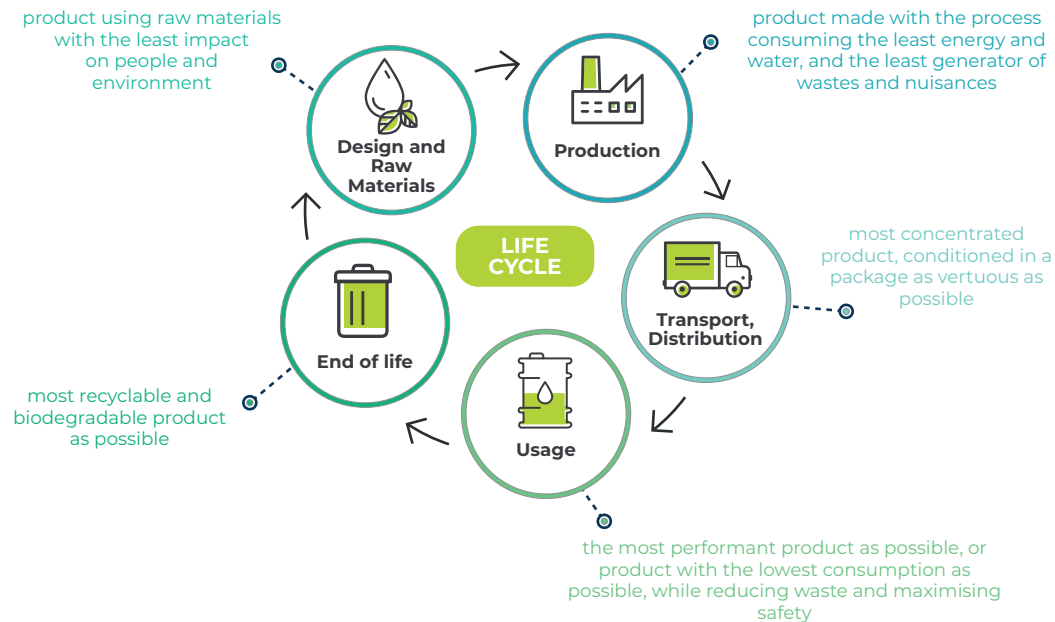 product using raw materials
with the least impact
on people and
environment
product made with the process
consuming the least energy and
water, and the least generator of
wastes and nuisances
Design and
Raw
Materials
Production
LIFE
CYCLE
most concentrated
product, conditioned in a
package as vertuous as
possible
Transport,
Distribution
End of life
Usage
most recyclable and
biodegradable product
as possible
the most performant product as possible, or
product with the lowest consumption as
possible, while reducing waste and maximising
safety